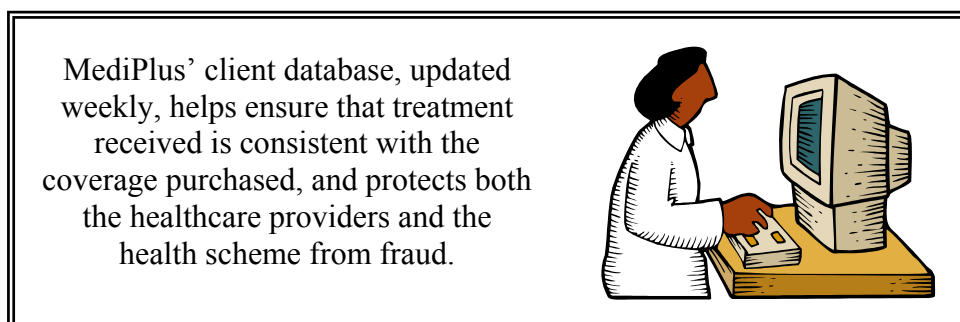 MediPlus’ client database, updated
weekly, helps ensure that treatment
received is consistent with the
coverage purchased, and protects both
the healthcare providers and the
health scheme from fraud.